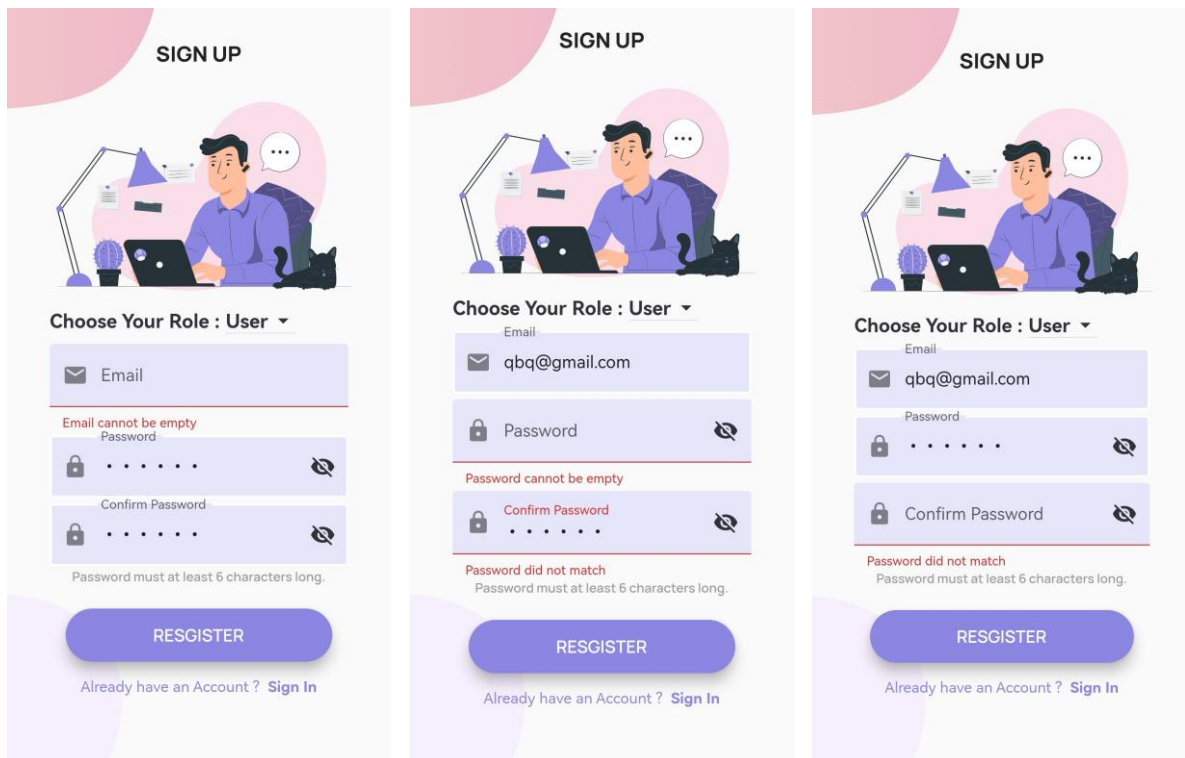 SIGN UP
Choose Your Role : User
Email
Email cannot be empty
Password
• • • • • •
Confirm Password
• • • • • •
Password must at least 6 characters long.
RESGISTER
Already have an Account ? Sign In
SIGN UP
Choose Your Role : User
Email
qbq@gmail.com
Password
Password cannot be empty
Confirm Password
• • • • • •
Password did not match
Password must at least 6 characters long.
RESGISTER
Already have an Account ? Sign In
SIGN UP
Choose Your Role : User
Email
qbq@gmail.com
Password
• • • • • •
Confirm Password
Password did not match
Password must at least 6 characters long.
RESGISTER
Already have an Account ? Sign In